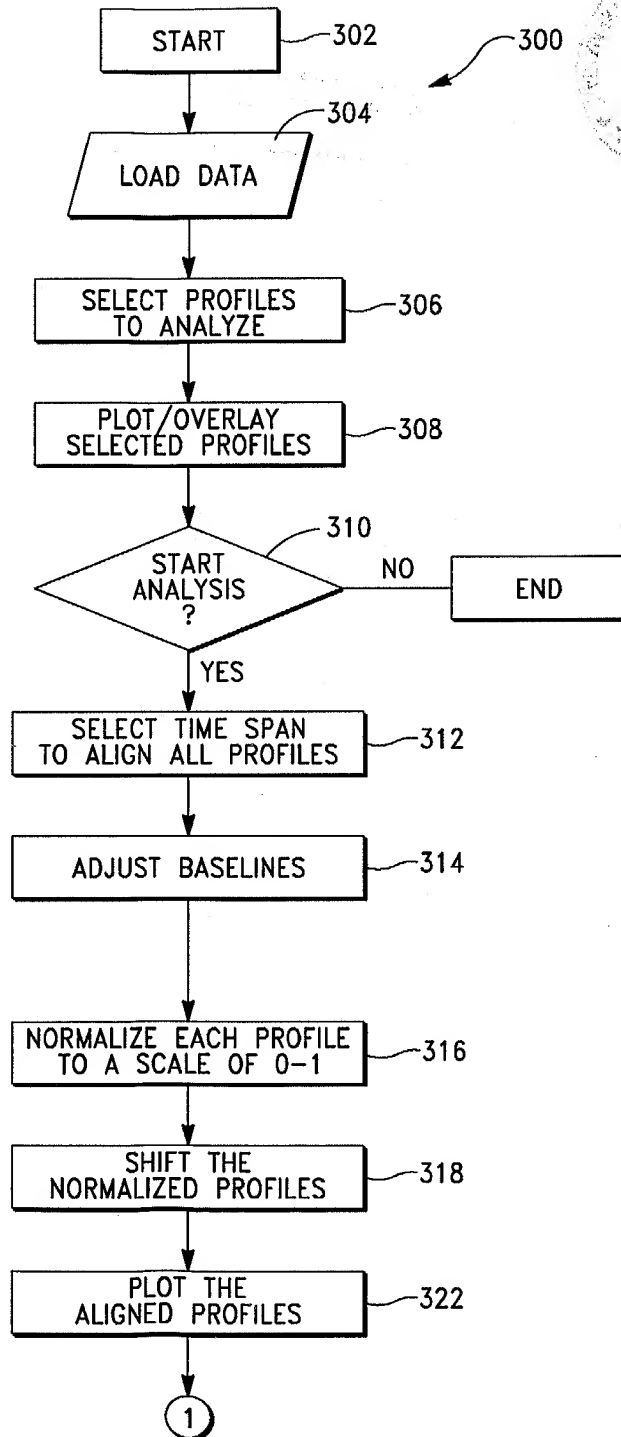 START
302
300
304
LOAD DATA
SELECT PROFILES
TO ANALYZE
306
PLOT/OVERLAY
SELECTED PROFILES
308
310
START
ANALYSIS
?
NO
END
YES
SELECT TIME SPAN
TO ALIGN ALL PROFILES
312
ADJUST BASELINES
314
NORMALIZE EACH PROFILE
TO A SCALE OF 0-1
316
SHIFT THE
NORMALIZED PROFILES
318
PLOT THE
ALIGNED PROFILES
322
1